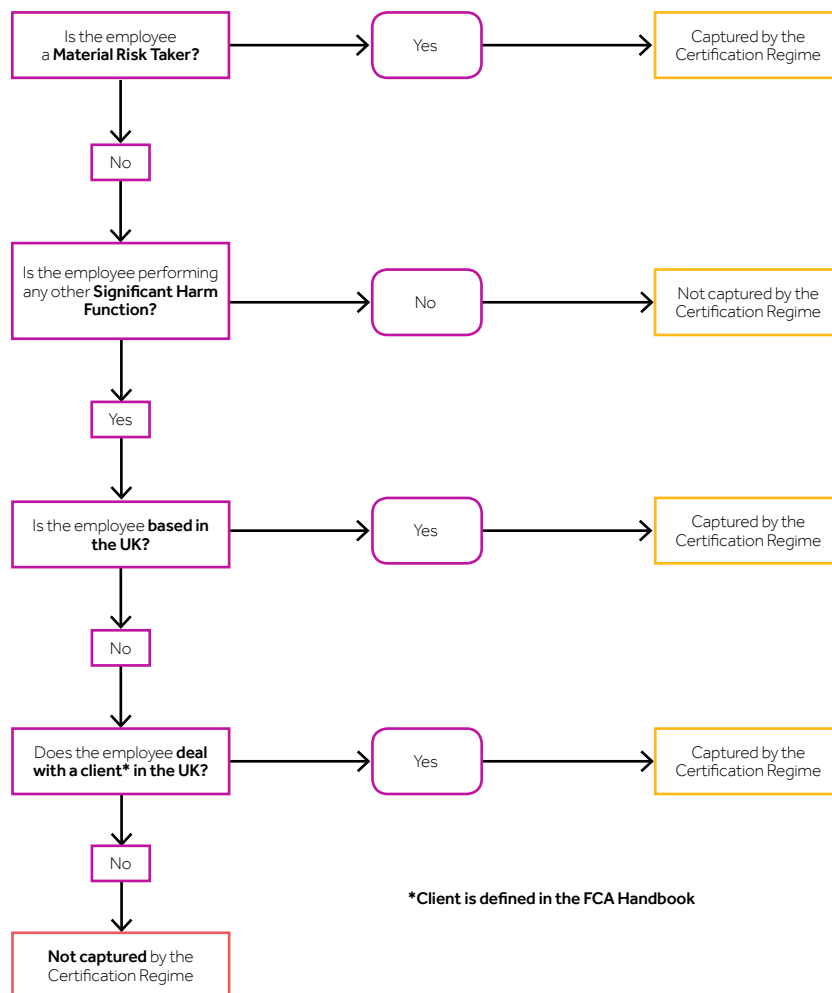 Is the employee
a Material Risk Taker?
Yes
Captured by the
Certification Regime
No
Is the employee performing
any other Significant Harm
Function?
No
Not captured by the
Certification Regime
Yes
Is the employee based in
the UK?
Yes
Captured by the
Certification Regime
No
Does the employee deal
with a client* in the UK?
Yes
Captured by the
Certification Regime
No
*Client is defined in the FCA Handbook
Not captured by the
Certification Regime